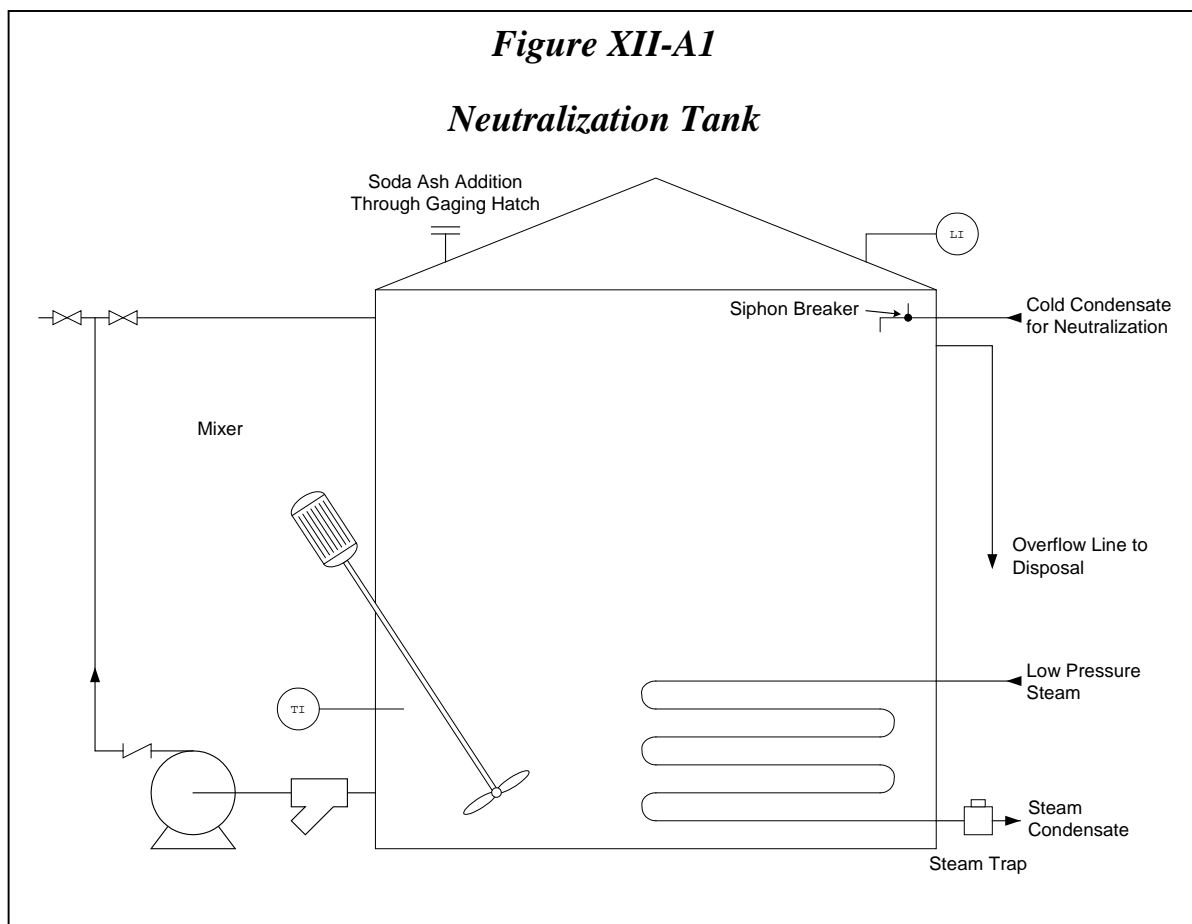 Figure XII-A1
Neutralization Tank
Soda Ash Addition
Through Gaging Hatch
LI
Siphon Breaker
Cold Condensate
for Neutralization
Mixer
Overflow Line to
Disposal
Low Pressure
Steam
TI
Steam
Condensate
Steam Trap